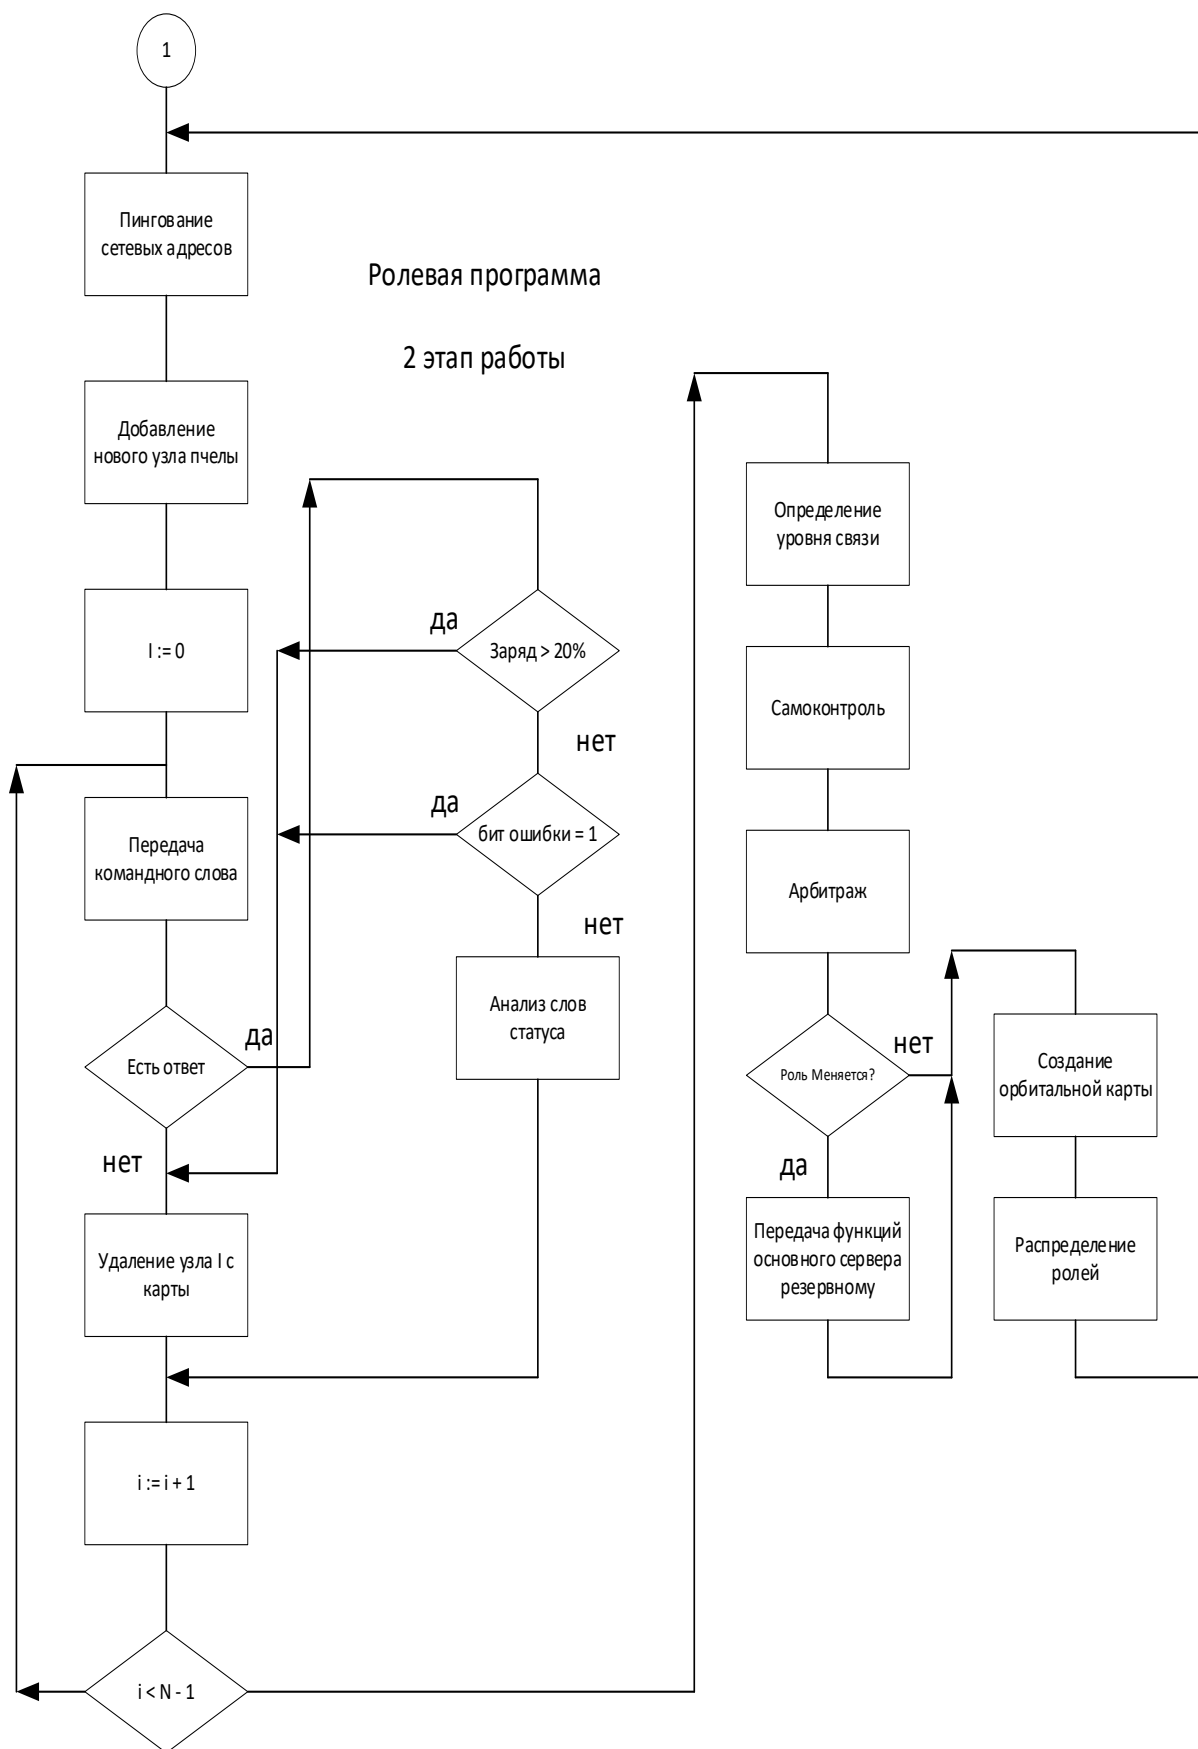 1
Пингование
сетевых адресов
Ролевая программа
2 этап работы
Добавление
нового узла пчелы
I := 0
Передача
командного слова
Есть ответ
да
нет
Удаление узла I с
карты
i := i + 1
i < N - 1
да
Заряд > 20%
нет
да
бит ошибки = 1
нет
Анализ слов
статуса
Определение
уровня связи
Самоконтроль
Арбитраж
Роль Меняется?
нет
да
Передача функций
основного сервера
резервному
Создание
орбитальной карты
Распределение
ролей